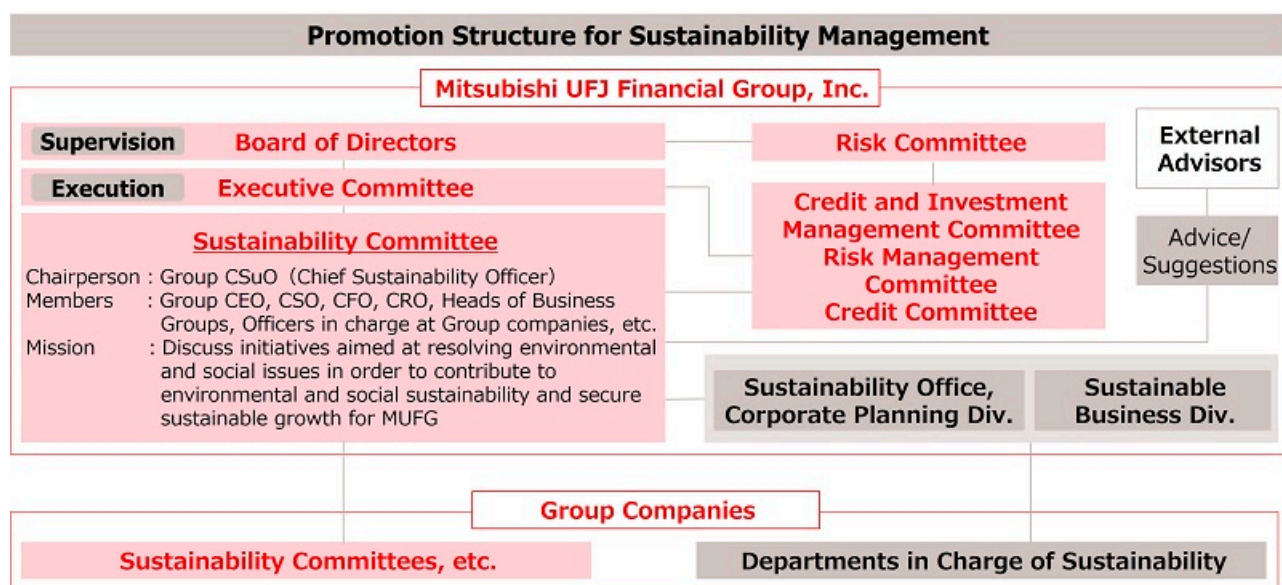 Promotion Structure for Sustainability Management
Mitsubishi UFJ Financial Group, Inc.
Supervision Board of Directors
Execution Executive Committee
Sustainability Committee
Chairperson : Group CSuO（Chief Sustainability Officer）
Members : Group CEO, CSO, CFO, CRO, Heads of Business
Groups, Officers in charge at Group companies, etc.
Mission : Discuss initiatives aimed at resolving environmental
and social issues in order to contribute to
environmental and social sustainability and secure
sustainable growth for MUFG
Risk Committee
Credit and Investment
Management Committee
Risk Management
Committee
Credit Committee
External
Advisors
Advice/
Suggestions
Sustainability Office,
Corporate Planning Div.
Sustainable
Business Div.
Group Companies
Sustainability Committees, etc.
Departments in Charge of Sustainability